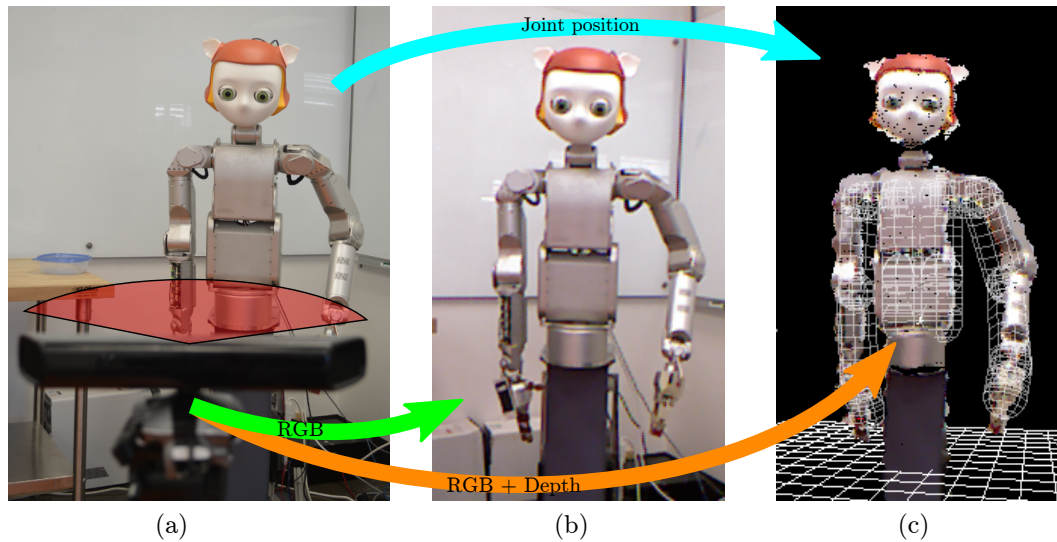 Joint position
RGB
RGB + Depth
(a)
(b)
(c)